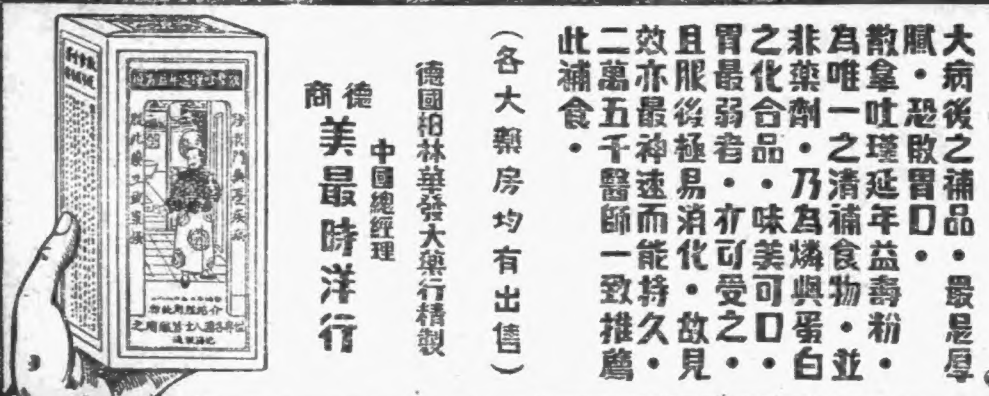 大病後之補品·最忌厚
膩·恐敗胃口·
散拿吐瑾延年益壽粉·
為唯一之清補食物·並
非藥劑·乃為燐與蛋白
之化合品·味美可口·
胃最弱者·亦可受之·
且服後極易消化·故見
效亦最神速而能持久·
二萬五千醫師一致推薦
此補食·
（各大藥房均有出售）
德國柏林華發大藥行精製
中國總經理
德商
美最時洋行